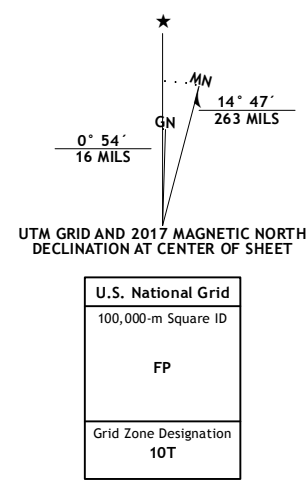 ★
MN
GN
14° 47´
263 MILS
0° 54´
16 MILS
UTM GRID AND 2017 MAGNETIC NORTH
DECLINATION AT CENTER OF SHEET
U.S. National Grid
100,000-m Square ID
FP
Grid Zone Designation
10T